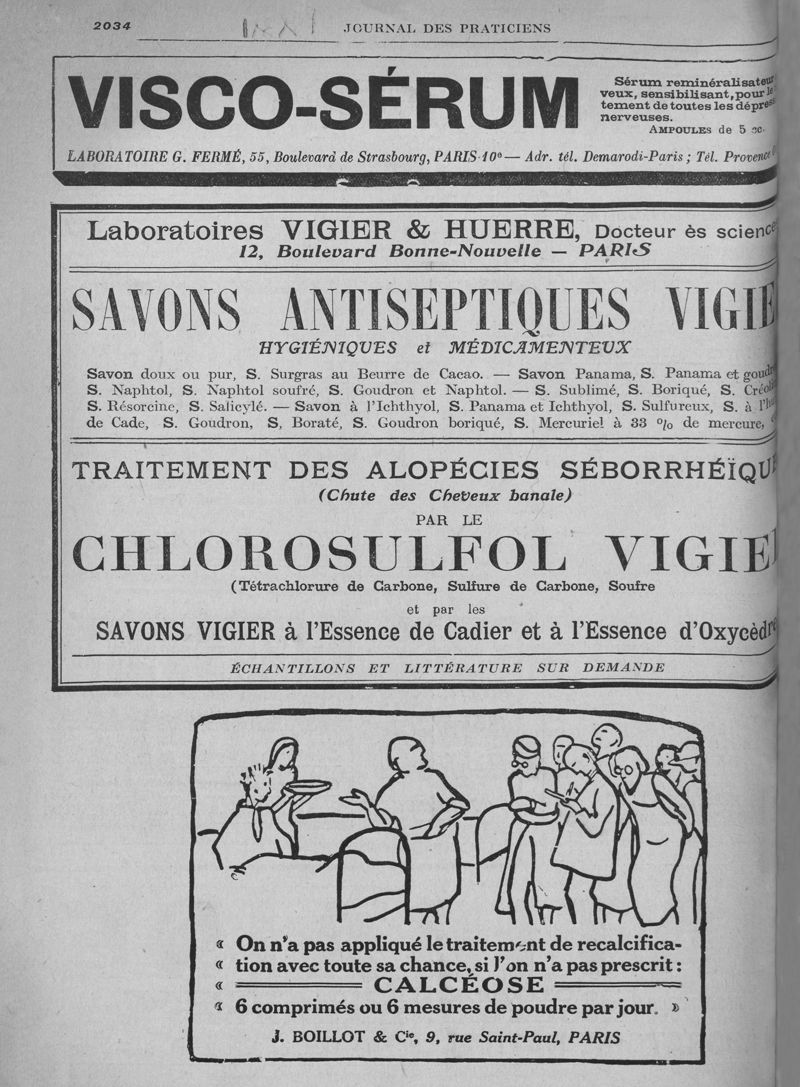 2034
JOURNAL DES PRATICIENS
VISCO-SÉRUM
Sérum reminéralisateur
veux, sensibilisant, pour le
tement de toutes les dépres
nerveuses.
AMPOULES de 5 cc.
LABORATOIRE G. FERMÉ, 55, Boulevard de Strasbourg, PARIS-10e — Adr. tél. Demarodi-Paris ; Tél. Provence
Laboratoires VIGIER & HUERRE, Docteur ès science
12, Boulevard Bonne-Nouvelle — PARIS
SAVONS ANTISEPTIQUES VIGIE
HYGIÉNIQUES et MÉDICAMENTEUX
Savon doux ou pur, S. Surgras au Beurre de Cacao. — Savon Panama, S. Panama et goudr
S. Naphtol, S. Naphtol soufré, S. Goudron et Naphtol. — S. Sublimé, S. Boriqué, S. Créol
S. Résorcine, S. Salicylé. — Savon à l'Ichthyol, S. Panama et Ichthyol, S. Sulfureux, S. à l'hu
de Cade, S. Goudron, S, Boraté, S. Goudron boriqué, S. Mercuriel à 33 % de mercure,
TRAITEMENT DES ALOPÉCIES SÉBORRHÉÏQU
(Chute des Cheveux banale)
PAR LE
CHLOROSULFOL VIGIE
(Tétrachlorure de Carbone, Sulfure de Carbone, Soufre
et par les
SAVONS VIGIER à l'Essence de Cadier et à l'Essence d'Oxycèdr
ÉCHANTILLONS ET LITTÉRATURE SUR DEMANDE
« On n'a pas appliqué le traitement de recalcifica-
« tion avec toute sa chance, si l'on n'a pas prescrit :
« CALCÉOSE
« 6 comprimés ou 6 mesures de poudre par jour. »
J. BOILLOT & Cie, 9, rue Saint-Paul, PARIS